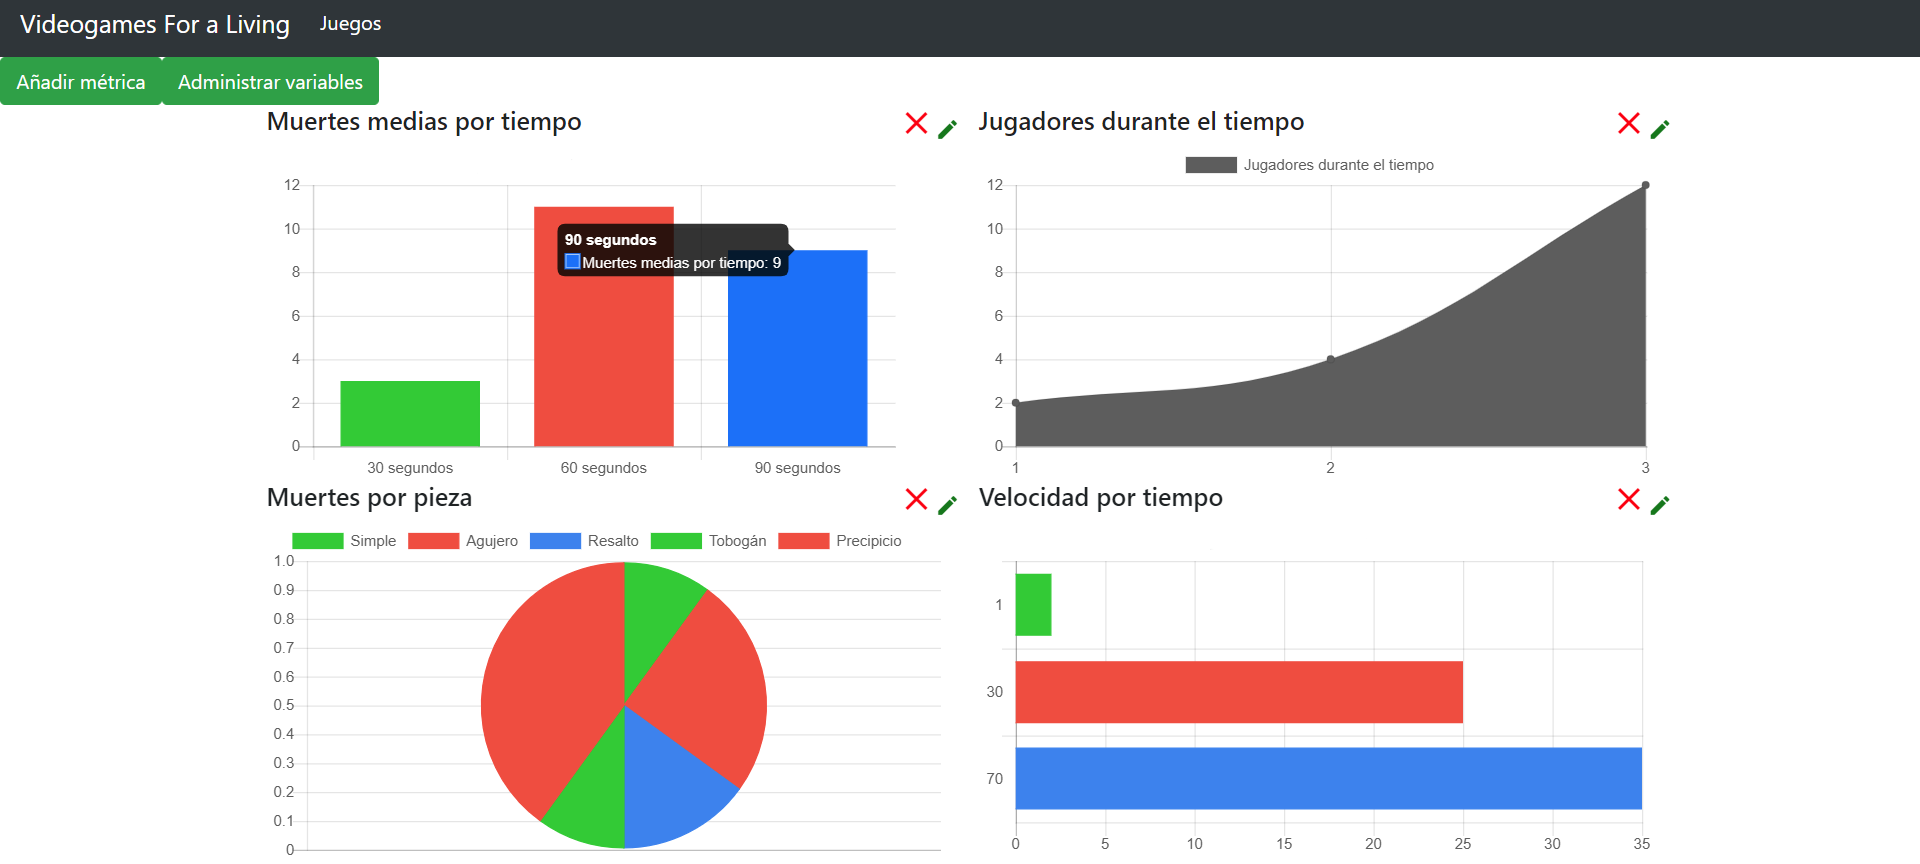 Videogames For a Living Juegos
Añadir métrica Administrar variables
Muertes medias por tiempo
12
10
8
6
4
2
0
90 segundos
Muertes medias por tiempo: 9
30 segundos 60 segundos 90 segundos
Jugadores durante el tiempo
Jugadores durante el tiempo
12
10
8
6
4
2
0
1 2 3
Muertes por pieza
Simple Agujero Resalto Tobogán Precipicio
1.0
0.9
0.8
0.7
0.6
0.5
0.4
0.3
0.2
0.1
0
Velocidad por tiempo
1
30
70
0 5 10 15 20 25 30 35